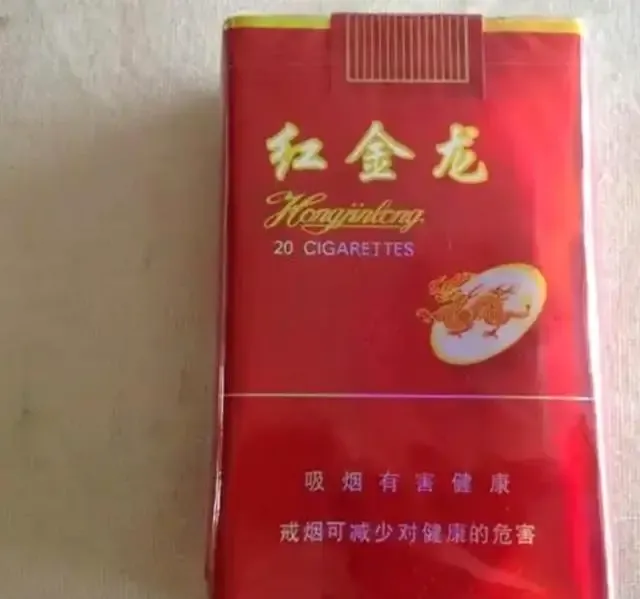 红金龙
Hongjinlong
20 CIGARETTES
吸烟有害健康
戒烟可减少对健康的危害